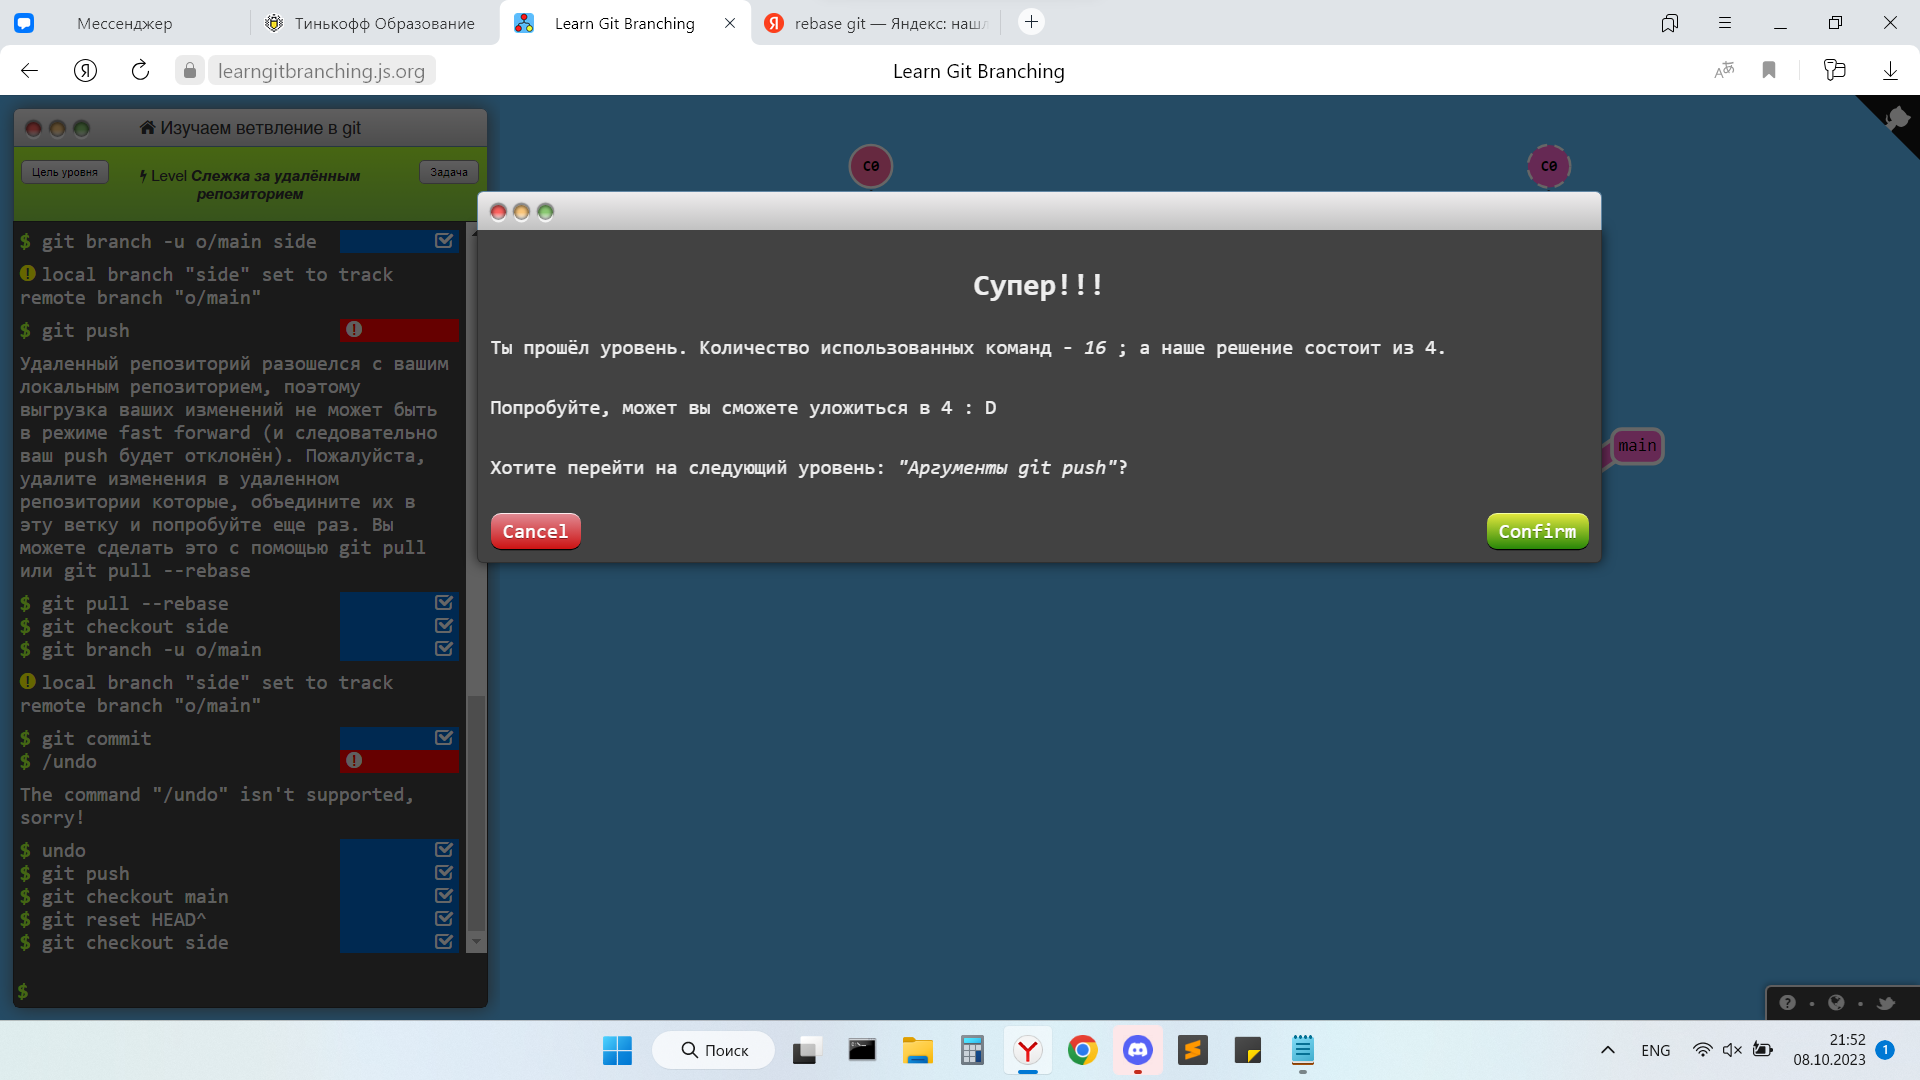 Мессенджер
Тинькофф Образование
Learn Git Branching
rebase git — Яндекс: нашл
learngitbranching.js.org
Learn Git Branching
Изучаем ветвление в git
Цель уровня
Level Слежка за удалённым
репозиторием
Задача
C0
C0
$ git branch -u o/main side
local branch "side" set to track
remote branch "o/main"
$ git push
Удаленный репозиторий разошелся с вашим
локальным репозиторием, поэтому
выгрузка ваших изменений не может быть
в режиме fast forward (и следовательно
ваш push будет отклонён). Пожалуйста,
удалите изменения в удаленном
репозитории которые, объедините их в
эту ветку и попробуйте еще раз. Вы
можете сделать это с помощью git pull
или git pull --rebase
$ git pull --rebase
$ git checkout side
$ git branch -u o/main
local branch "side" set to track
remote branch "o/main"
$ git commit
$ /undo
The command "/undo" isn't supported,
sorry!
$ undo
$ git push
$ git checkout main
$ git reset HEAD^
$ git checkout side
$
Супер!!!
Ты прошёл уровень. Количество использованных команд - 16 ; а наше решение состоит из 4.
Попробуйте, может вы сможете уложиться в 4 : D
Хотите перейти на следующий уровень: "Аргументы git push"?
Cancel
Confirm
main
Поиск
ENG
21:52
08.10.2023
1